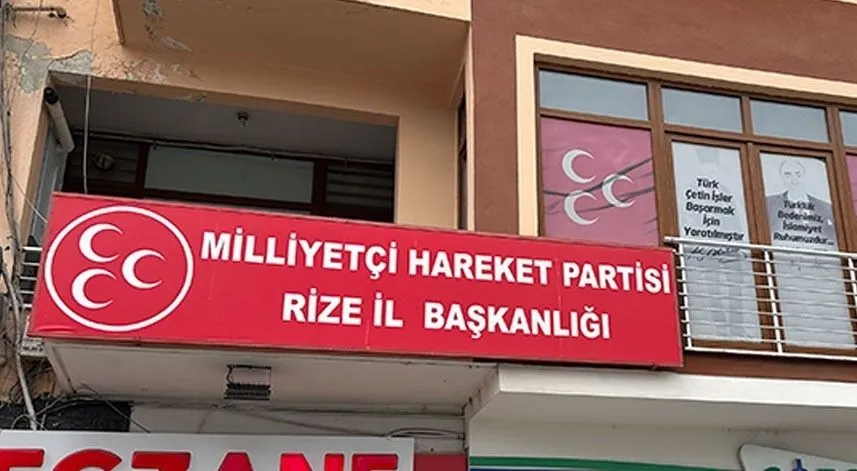 MİLLİYETÇİ HAREKET PARTİSİ
RİZE İL BAŞKANLIĞI
Türk
Çetin İşler
Başarmak
İçin
Yaratılmıştır
Türklük
Bedenimiz,
İslamiyet
Ruhumuzdur...
ECZANE